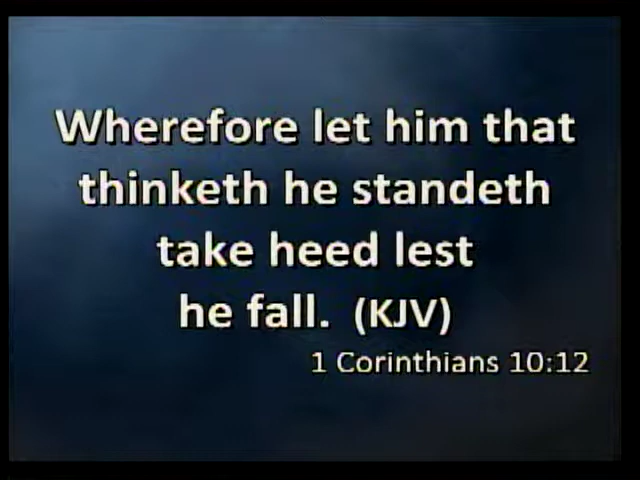 Wherefore let him that
thinketh he standeth
take heed lest
he fall. (KJV)
1 Corinthians 10:12